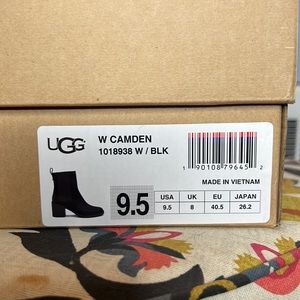 UGG
W CAMDEN
1018938 W / BLK
1 90108 79645 2
MADE IN VIETNAM
9.5
USA UK EU JAPAN
9.5 8 40.5 26.2